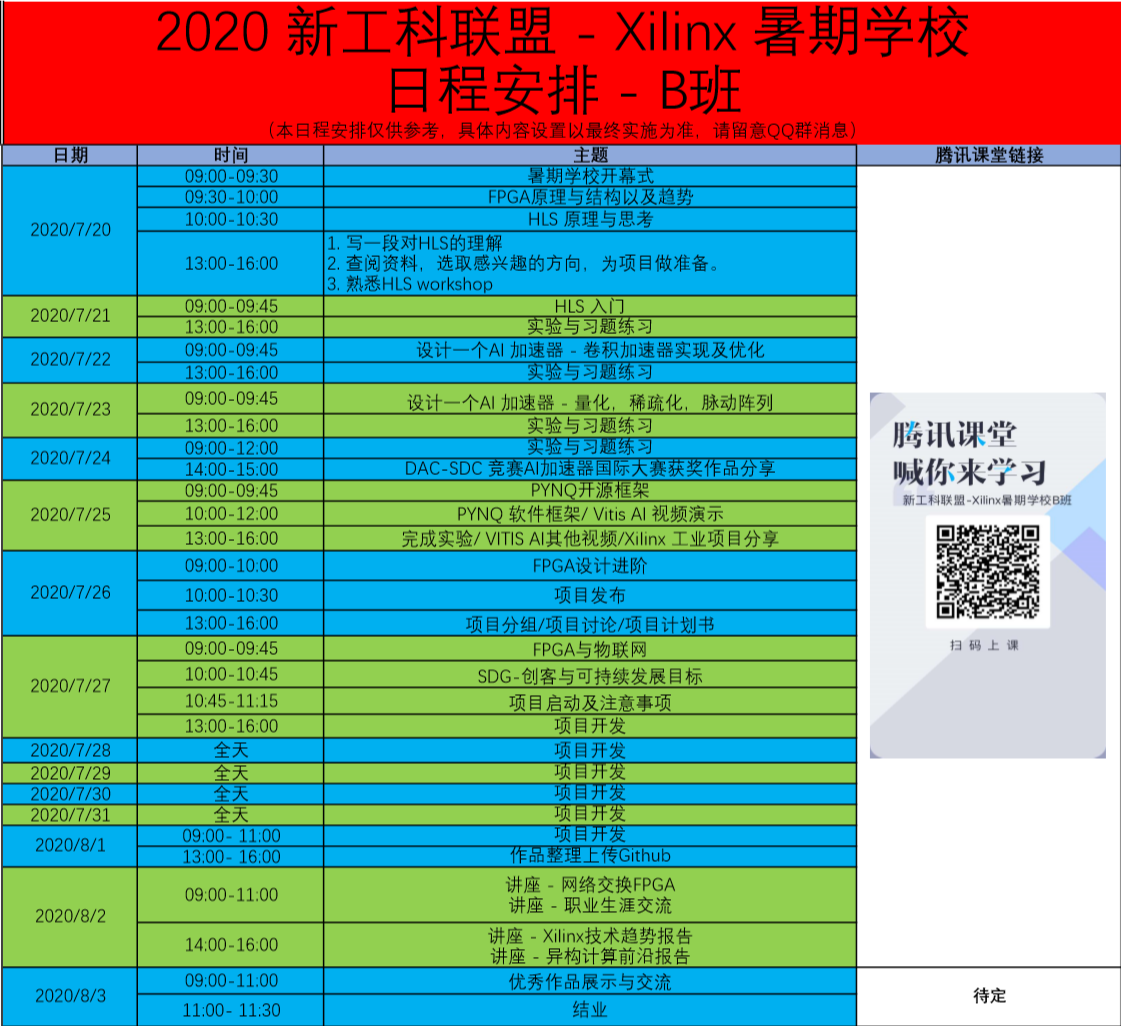 2020 新工科联盟 - Xilinx 暑期学校
日程安排 - B班
（本日程安排仅供参考，具体内容设置以最终实施为准，请留意QQ群消息）
日期 时间 主题 腾讯课堂链接
2020/7/20
09:00-09:30 暑期学校开幕式
09:30-10:00 FPGA原理与结构以及趋势
10:00-10:30 HLS 原理与思考
13:00-16:00
1. 写一段对HLS的理解
2. 查阅资料，选取感兴趣的方向，为项目做准备。
3. 熟悉HLS workshop
2020/7/21
09:00-09:45 HLS 入门
13:00-16:00 实验与习题练习
2020/7/22
09:00-09:45 设计一个AI 加速器 - 卷积加速器实现及优化
13:00-16:00 实验与习题练习
2020/7/23
09:00-09:45 设计一个AI 加速器 - 量化，稀疏化，脉动阵列
13:00-16:00 实验与习题练习
2020/7/24
09:00-12:00 实验与习题练习
14:00-15:00 DAC-SDC 竞赛AI加速器国际大赛获奖作品分享
2020/7/25
09:00-09:45 PYNQ开源框架
10:00-12:00 PYNQ 软件框架/ Vitis AI 视频演示
13:00-16:00 完成实验/ VITIS AI其他视频/Xilinx 工业项目分享
2020/7/26
09:00-10:00 FPGA设计进阶
10:00-10:30 项目发布
13:00-16:00 项目分组/项目讨论/项目计划书
2020/7/27
09:00-09:45 FPGA与物联网
10:00-10:45 SDG-创客与可持续发展目标
10:45-11:15 项目启动及注意事项
13:00-16:00 项目开发
2020/7/28 全天 项目开发
2020/7/29 全天 项目开发
2020/7/30 全天 项目开发
2020/7/31 全天 项目开发
2020/8/1
09:00- 11:00 项目开发
13:00- 16:00 作品整理上传Github
2020/8/2
09:00-11:00
讲座 - 网络交换FPGA
讲座 - 职业生涯交流
14:00-16:00
讲座 - Xilinx技术趋势报告
讲座 - 异构计算前沿报告
2020/8/3
09:00-11:00 优秀作品展示与交流
11:00- 11:30 结业
腾讯课堂
喊你来学习
新工科联盟-Xilinx暑期学校B班
扫码上课
待定